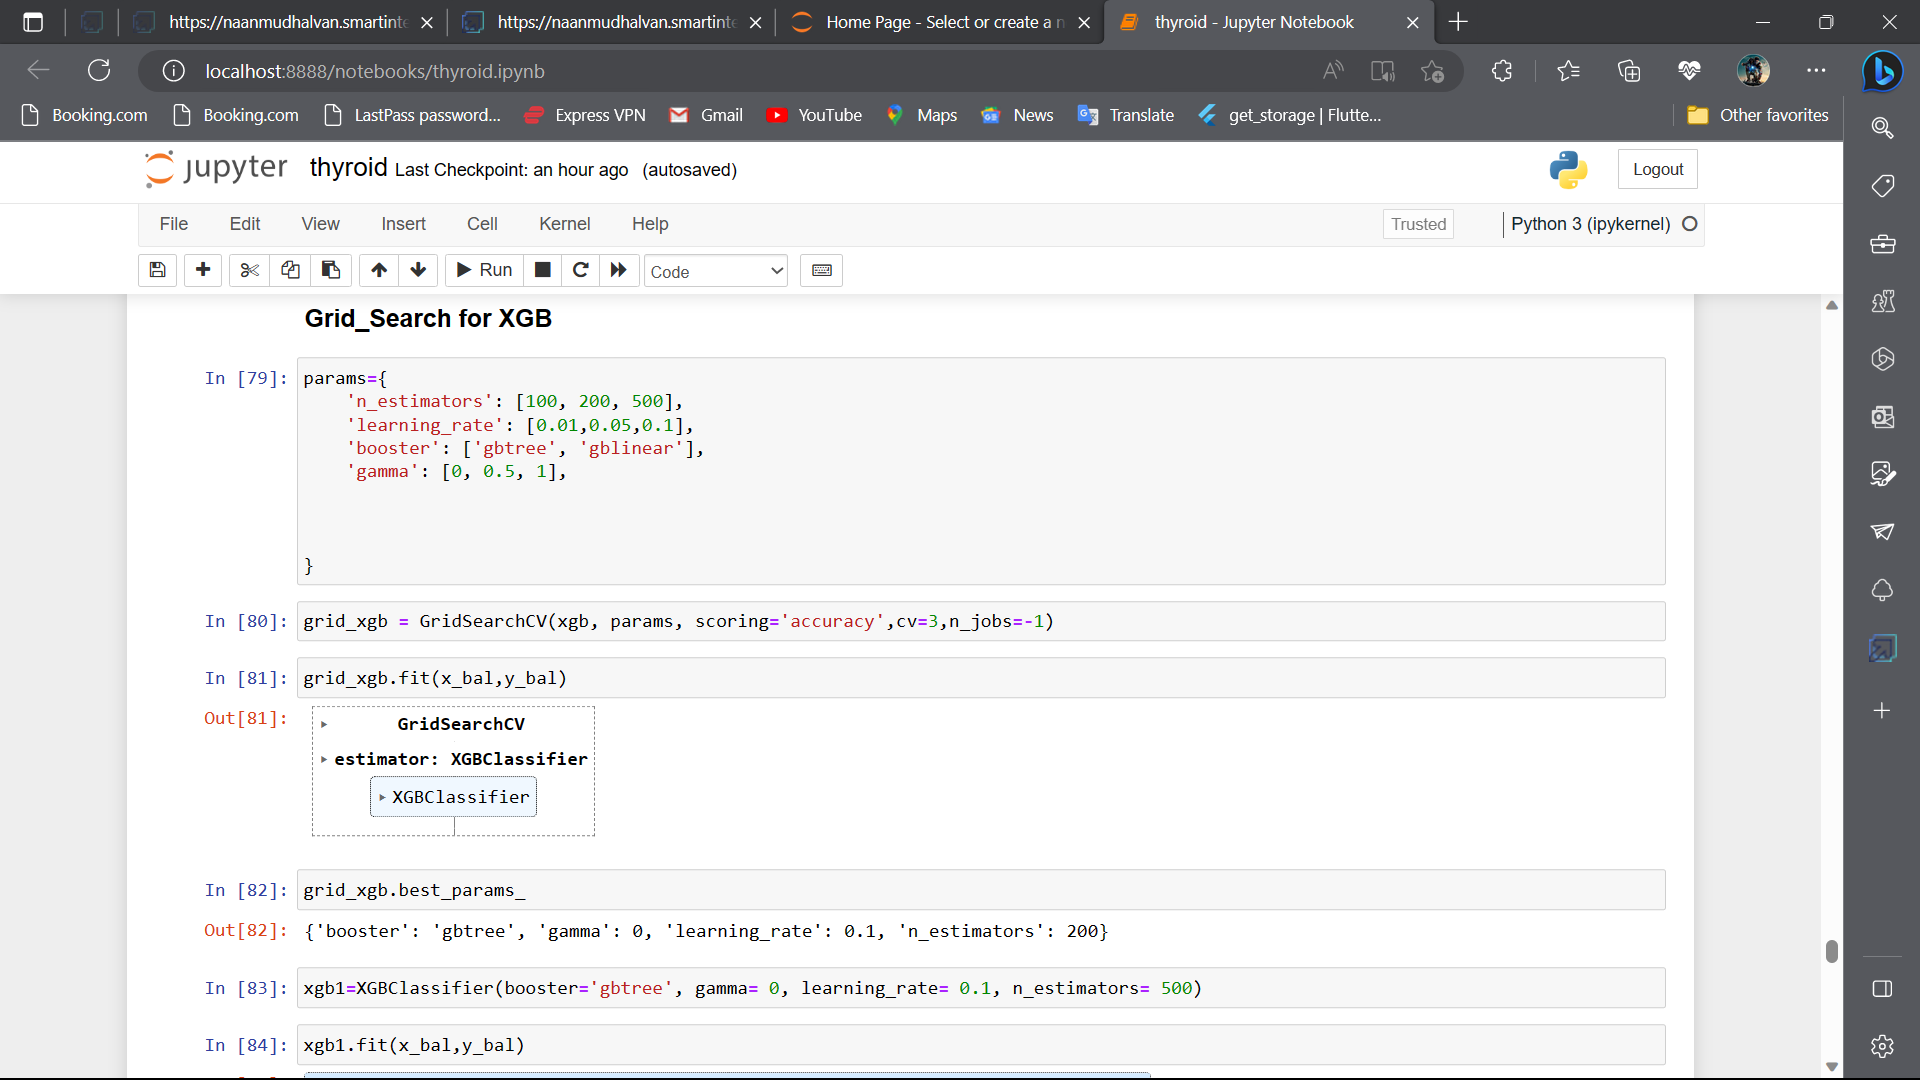 https://naanmudhalvan.smartinte
https://naanmudhalvan.smartinte
Home Page - Select or create a n
thyroid - Jupyter Notebook
localhost:8888/notebooks/thyroid.ipynb
Booking.com
Booking.com
LastPass password...
Express VPN
Gmail
YouTube
Maps
News
Translate
get_storage | Flutte...
Other favorites
jupyter thyroid Last Checkpoint: an hour ago (autosaved)
Logout
File Edit View Insert Cell Kernel Help
Trusted
Python 3 (ipykernel)
Run
Code
Grid_Search for XGB
In [79]: params={
'n_estimators': [100, 200, 500],
'learning_rate': [0.01,0.05,0.1],
'booster': ['gbtree', 'gblinear'],
'gamma': [0, 0.5, 1],
}
In [80]: grid_xgb = GridSearchCV(xgb, params, scoring='accuracy',cv=3,n_jobs=-1)
In [81]: grid_xgb.fit(x_bal,y_bal)
Out[81]:
GridSearchCV
estimator: XGBClassifier
XGBClassifier
In [82]: grid_xgb.best_params_
Out[82]: {'booster': 'gbtree', 'gamma': 0, 'learning_rate': 0.1, 'n_estimators': 200}
In [83]: xgb1=XGBClassifier(booster='gbtree', gamma= 0, learning_rate= 0.1, n_estimators= 500)
In [84]: xgb1.fit(x_bal,y_bal)